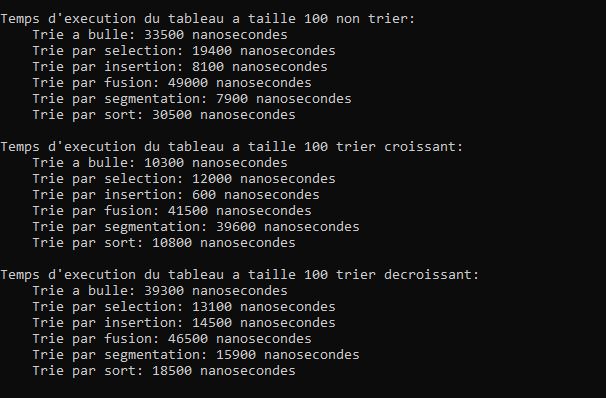 Temps d'execution du tableau a taille 100 non trier:
Trie a bulle: 33500 nanosecondes
Trie par selection: 19400 nanosecondes
Trie par insertion: 8100 nanosecondes
Trie par fusion: 49000 nanosecondes
Trie par segmentation: 7900 nanosecondes
Trie par sort: 30500 nanosecondes
Temps d'execution du tableau a taille 100 trier croissant:
Trie a bulle: 10300 nanosecondes
Trie par selection: 12000 nanosecondes
Trie par insertion: 600 nanosecondes
Trie par fusion: 41500 nanosecondes
Trie par segmentation: 39600 nanosecondes
Trie par sort: 10800 nanosecondes
Temps d'execution du tableau a taille 100 trier decroissant:
Trie a bulle: 39300 nanosecondes
Trie par selection: 13100 nanosecondes
Trie par insertion: 14500 nanosecondes
Trie par fusion: 46500 nanosecondes
Trie par segmentation: 15900 nanosecondes
Trie par sort: 18500 nanosecondes